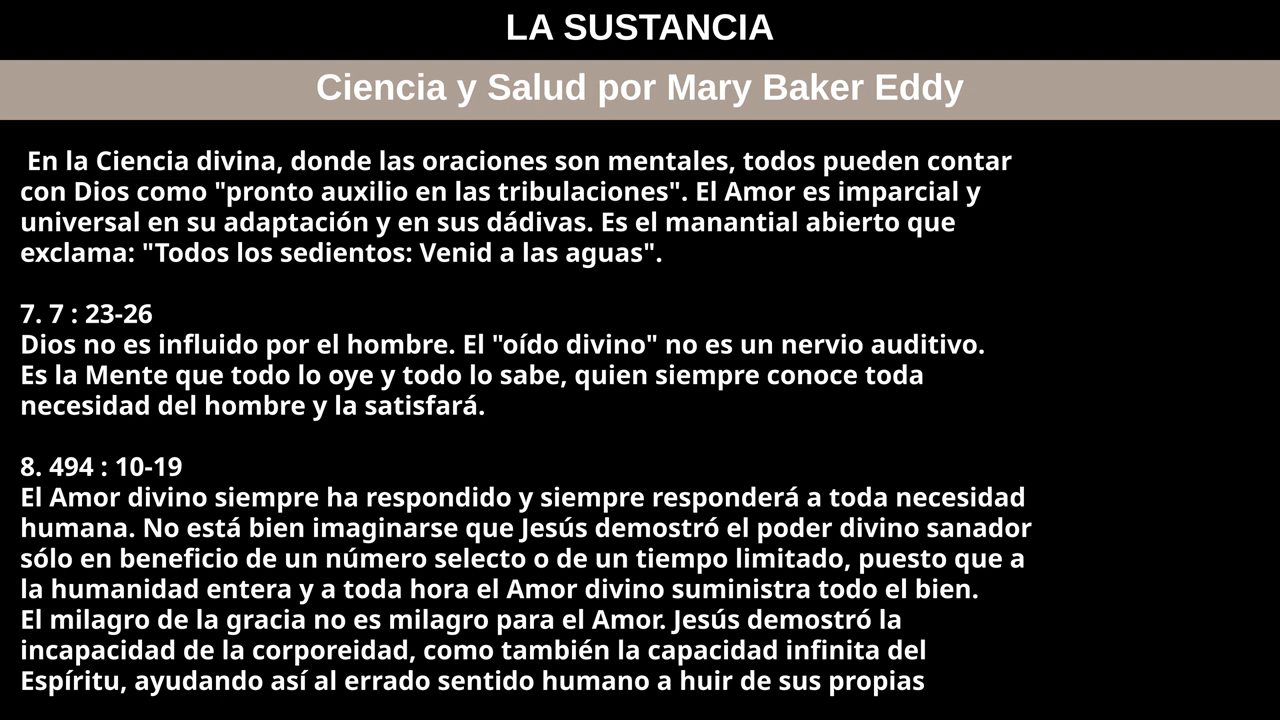 LA SUSTANCIA
Ciencia y Salud por Mary Baker Eddy
En la Ciencia divina, donde las oraciones son mentales, todos pueden contar
con Dios como "pronto auxilio en las tribulaciones". El Amor es imparcial y
universal en su adaptación y en sus dádivas. Es el manantial abierto que
exclama: "Todos los sedientos: Venid a las aguas".
7. 7 : 23-26
Dios no es influido por el hombre. El "oído divino" no es un nervio auditivo.
Es la Mente que todo lo oye y todo lo sabe, quien siempre conoce toda
necesidad del hombre y la satisfará.
8. 494 : 10-19
El Amor divino siempre ha respondido y siempre responderá a toda necesidad
humana. No está bien imaginarse que Jesús demostró el poder divino sanador
sólo en beneficio de un número selecto o de un tiempo limitado, puesto que a
la humanidad entera y a toda hora el Amor divino suministra todo el bien.
El milagro de la gracia no es milagro para el Amor. Jesús demostró la
incapacidad de la corporeidad, como también la capacidad infinita del
Espíritu, ayudando así al errado sentido humano a huir de sus propias